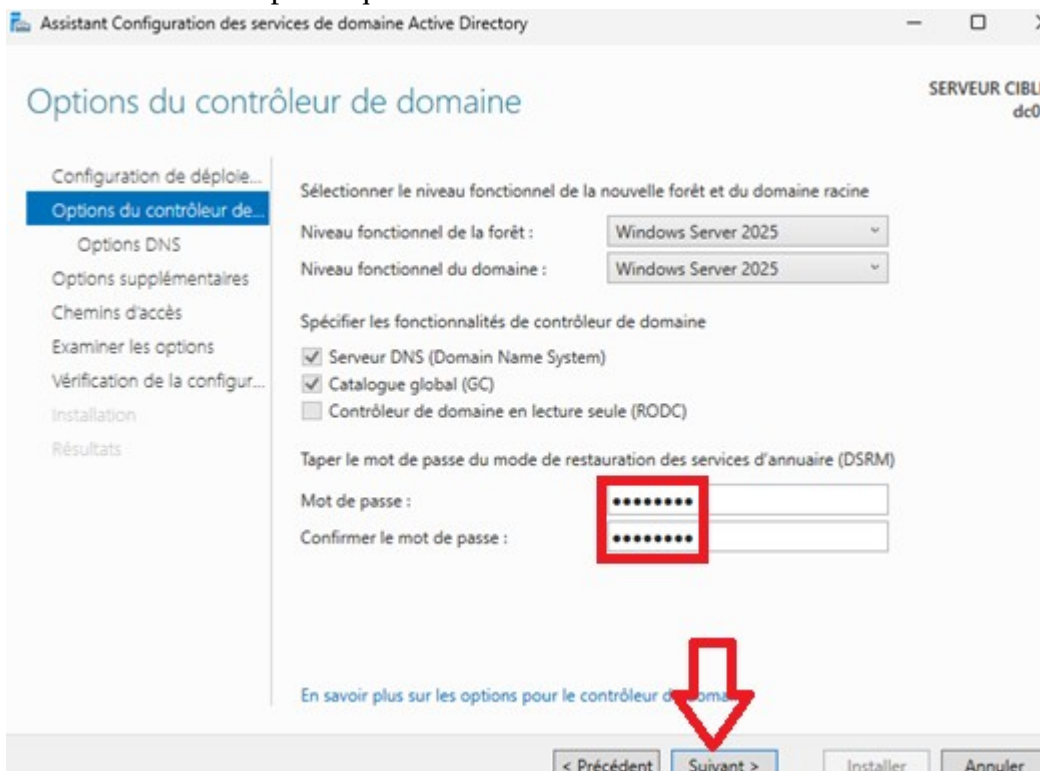 Assistant Configuration des services de domaine Active Directory
Options du contrôleur de domaine
SERVEUR CIBL
dc0
Configuration de déploie...
Options du contrôleur de...
Options DNS
Options supplémentaires
Chemins d'accès
Examiner les options
Vérification de la configur...
Installation
Résultats
Sélectionner le niveau fonctionnel de la nouvelle forêt et du domaine racine
Niveau fonctionnel de la forêt : Windows Server 2025
Niveau fonctionnel du domaine : Windows Server 2025
Spécifier les fonctionnalités de contrôleur de domaine
Serveur DNS (Domain Name System)
Catalogue global (GC)
Contrôleur de domaine en lecture seule (RODC)
Taper le mot de passe du mode de restauration des services d'annuaire (DSRM)
Mot de passe : ••••••••
Confirmer le mot de passe : ••••••••
En savoir plus sur les options pour le contrôleur
< Précédent Suivant > Installer Annuler